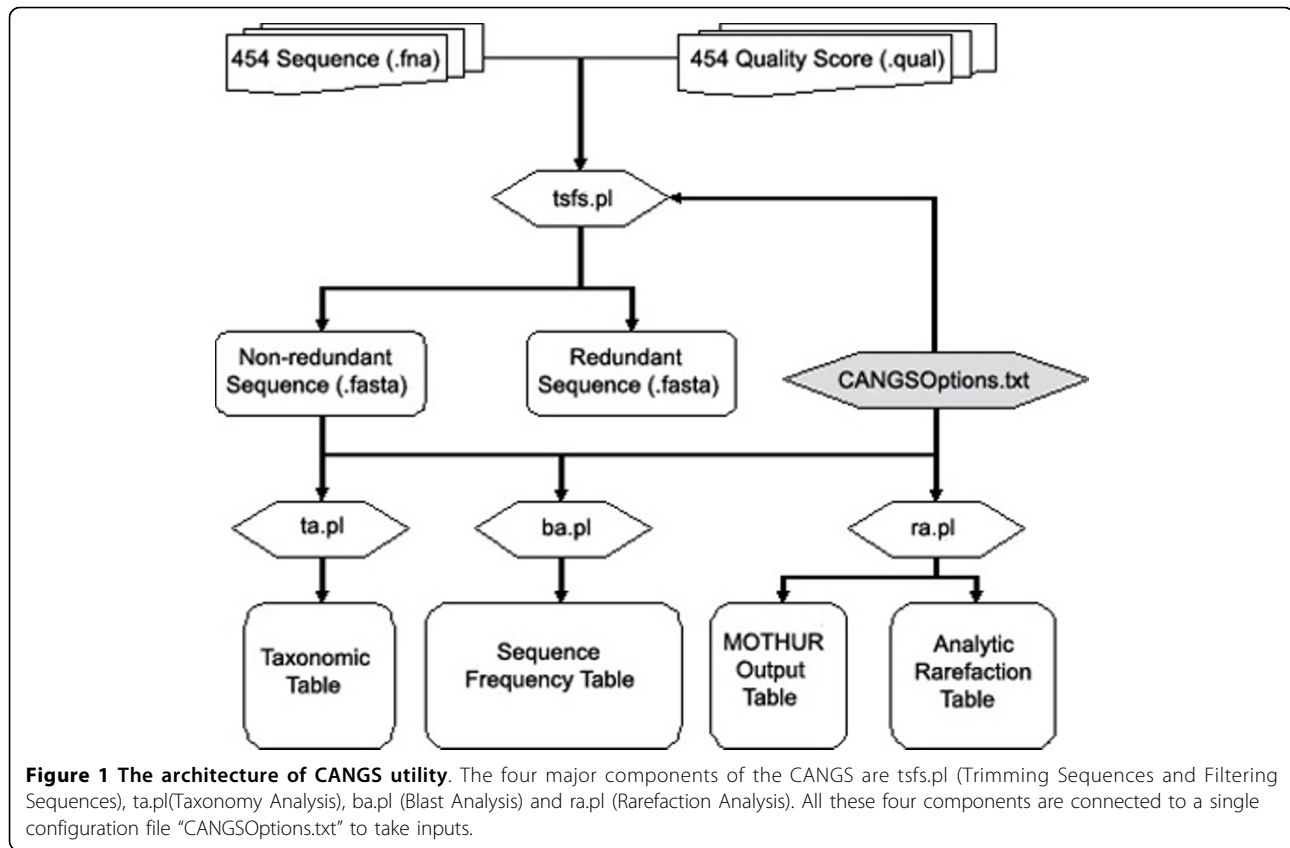 454 Sequence (.fna)
454 Quality Score (.qual)
tsfs.pl
Non-redundant
Sequence (.fasta)
Redundant
Sequence (.fasta)
CANGSOptions.txt
ta.pl
ba.pl
ra.pl
Taxonomic
Table
Sequence
Frequency Table
MOTHUR
Output
Table
Analytic
Rarefaction
Table
Figure 1 The architecture of CANGS utility. The four major components of the CANGS are tsfs.pl (Trimming Sequences and Filtering
Sequences), ta.pl(Taxonomy Analysis), ba.pl (Blast Analysis) and ra.pl (Rarefaction Analysis). All these four components are connected to a single
configuration file “CANGSOptions.txt” to take inputs.